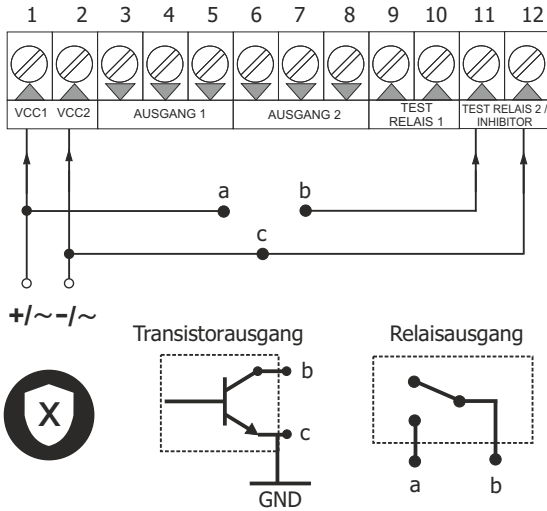 1 2 3 4 5 6 7 8 9 10 11 12
VCC1 VCC2 AUSGANG 1 AUSGANG 2 TEST RELAIS 1 TEST RELAIS 2 / INHIBITOR
a b
c
+/~ -/~
Transistorausgang Relaisausgang
b
X
c
a b
GND